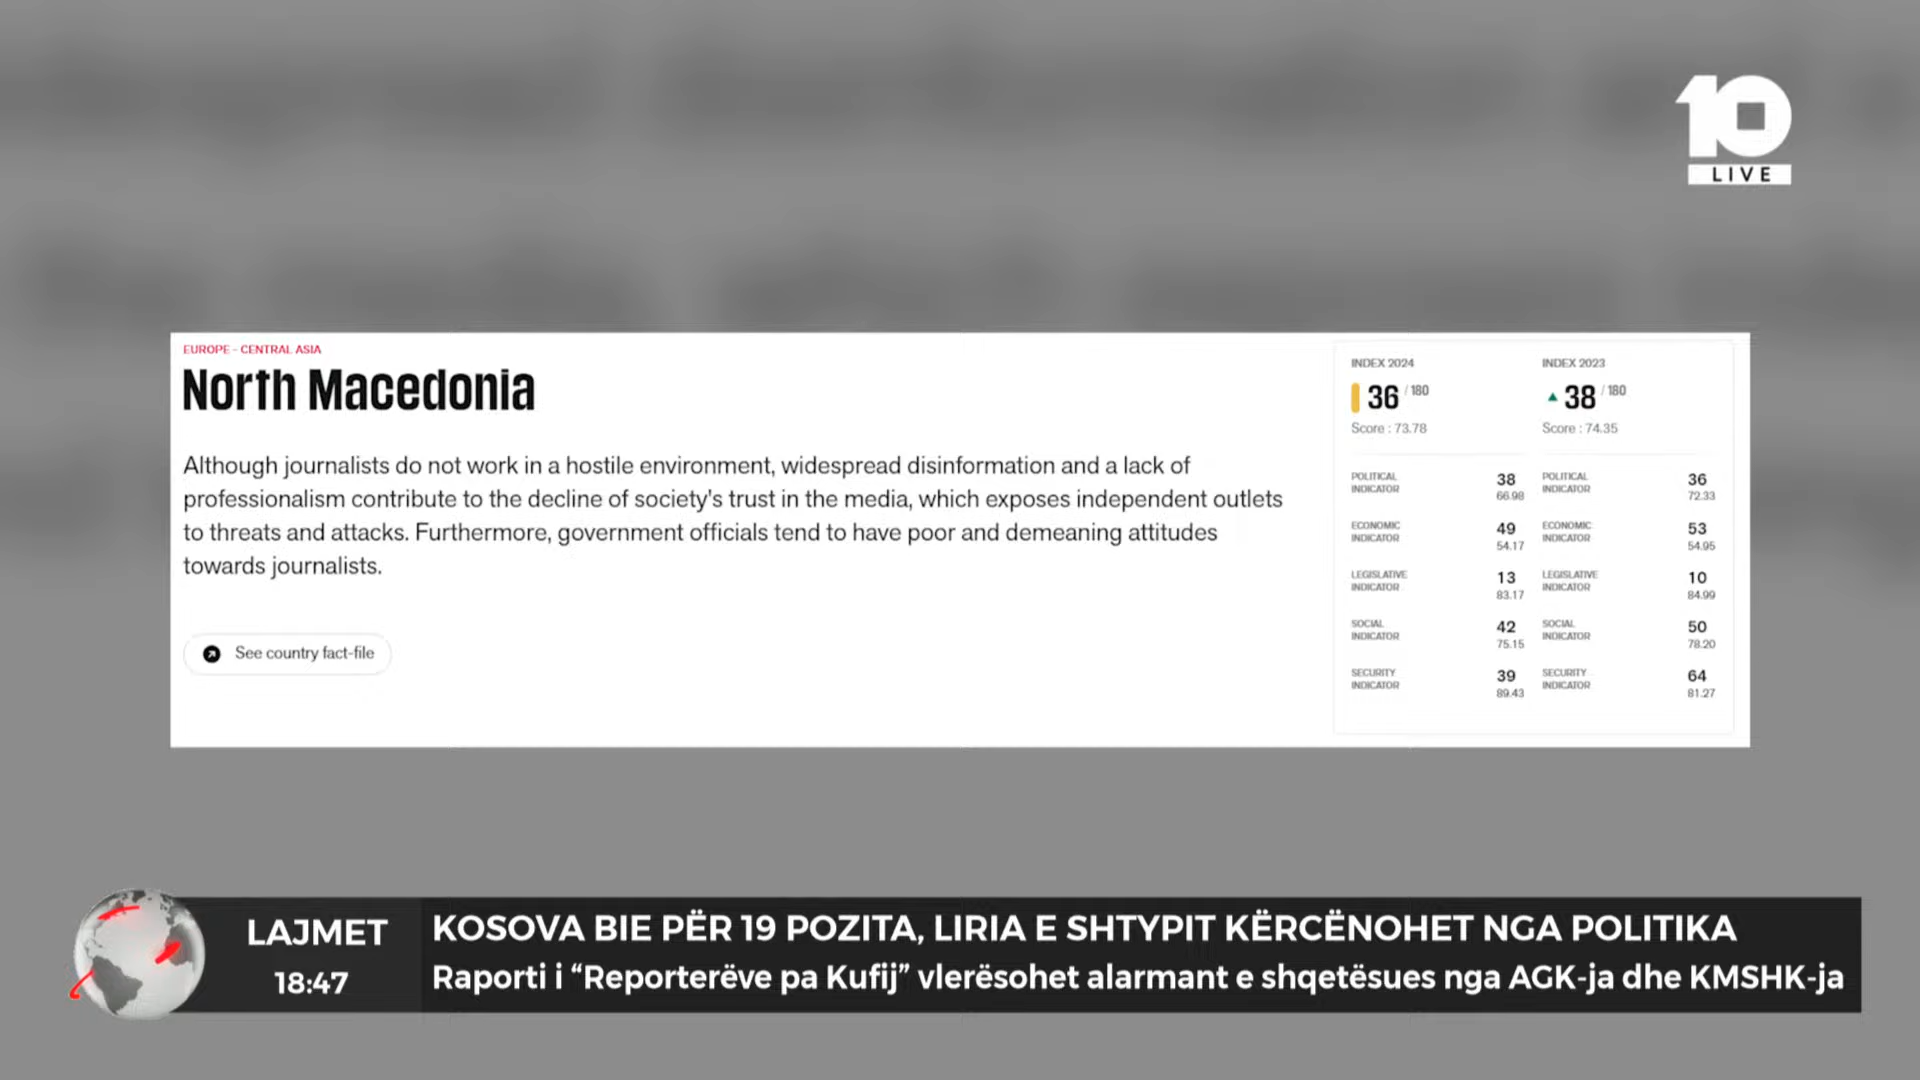 10
LIVE
EUROPE - CENTRAL ASIA
North Macedonia
Although journalists do not work in a hostile environment, widespread disinformation and a lack of
professionalism contribute to the decline of society's trust in the media, which exposes independent outlets
to threats and attacks. Furthermore, government officials tend to have poor and demeaning attitudes
towards journalists.
See country fact-file
INDEX 2024
36 / 180
Score : 73.78
POLITICAL
INDICATOR
38
66.98
ECONOMIC
INDICATOR
49
54.17
LEGISLATIVE
INDICATOR
13
83.17
SOCIAL
INDICATOR
42
75.15
SECURITY
INDICATOR
39
89.43
INDEX 2023
38 / 180
Score : 74.35
POLITICAL
INDICATOR
36
72.33
ECONOMIC
INDICATOR
53
54.95
LEGISLATIVE
INDICATOR
10
84.99
SOCIAL
INDICATOR
50
78.20
SECURITY
INDICATOR
64
81.27
LAJMET
18:47
KOSOVA BIE PËR 19 POZITA, LIRIA E SHTYPIT KËRCËNOHET NGA POLITIKA
Raporti i “Reporterëve pa Kufij” vlerësohet alarmant e shqetësues nga AGK-ja dhe KMSHK-ja